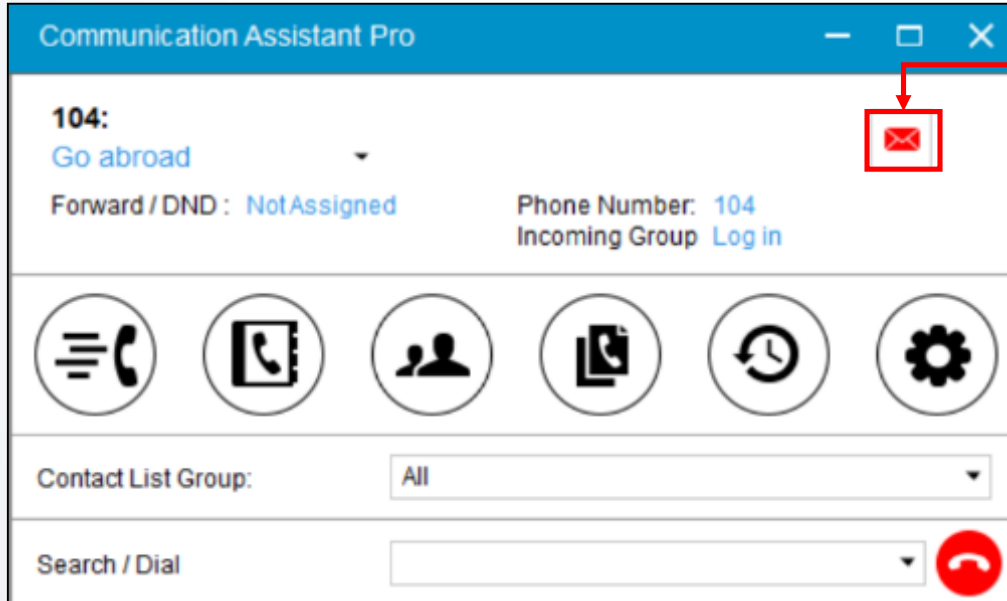 Communication Assistant Pro
104:
Go abroad
Forward / DND : Not Assigned
Phone Number: 104
Incoming Group Log in
Contact List Group: All
Search / Dial